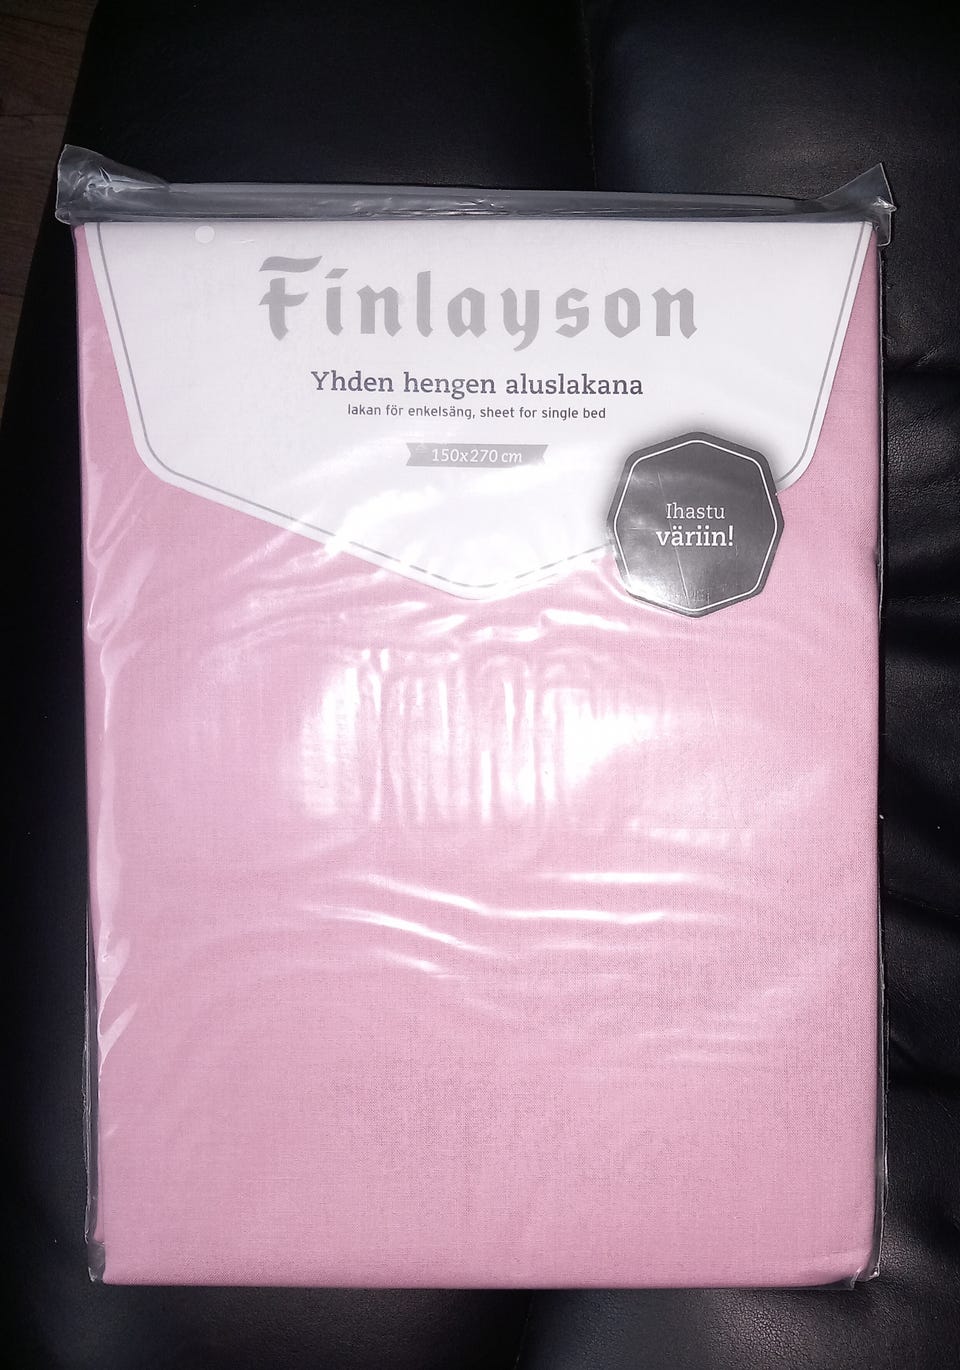 Finlayson
Yhden hengen aluslakana
lakan för enkelsäng, sheet for single bed
150x270 cm
Ihastu
väriin!